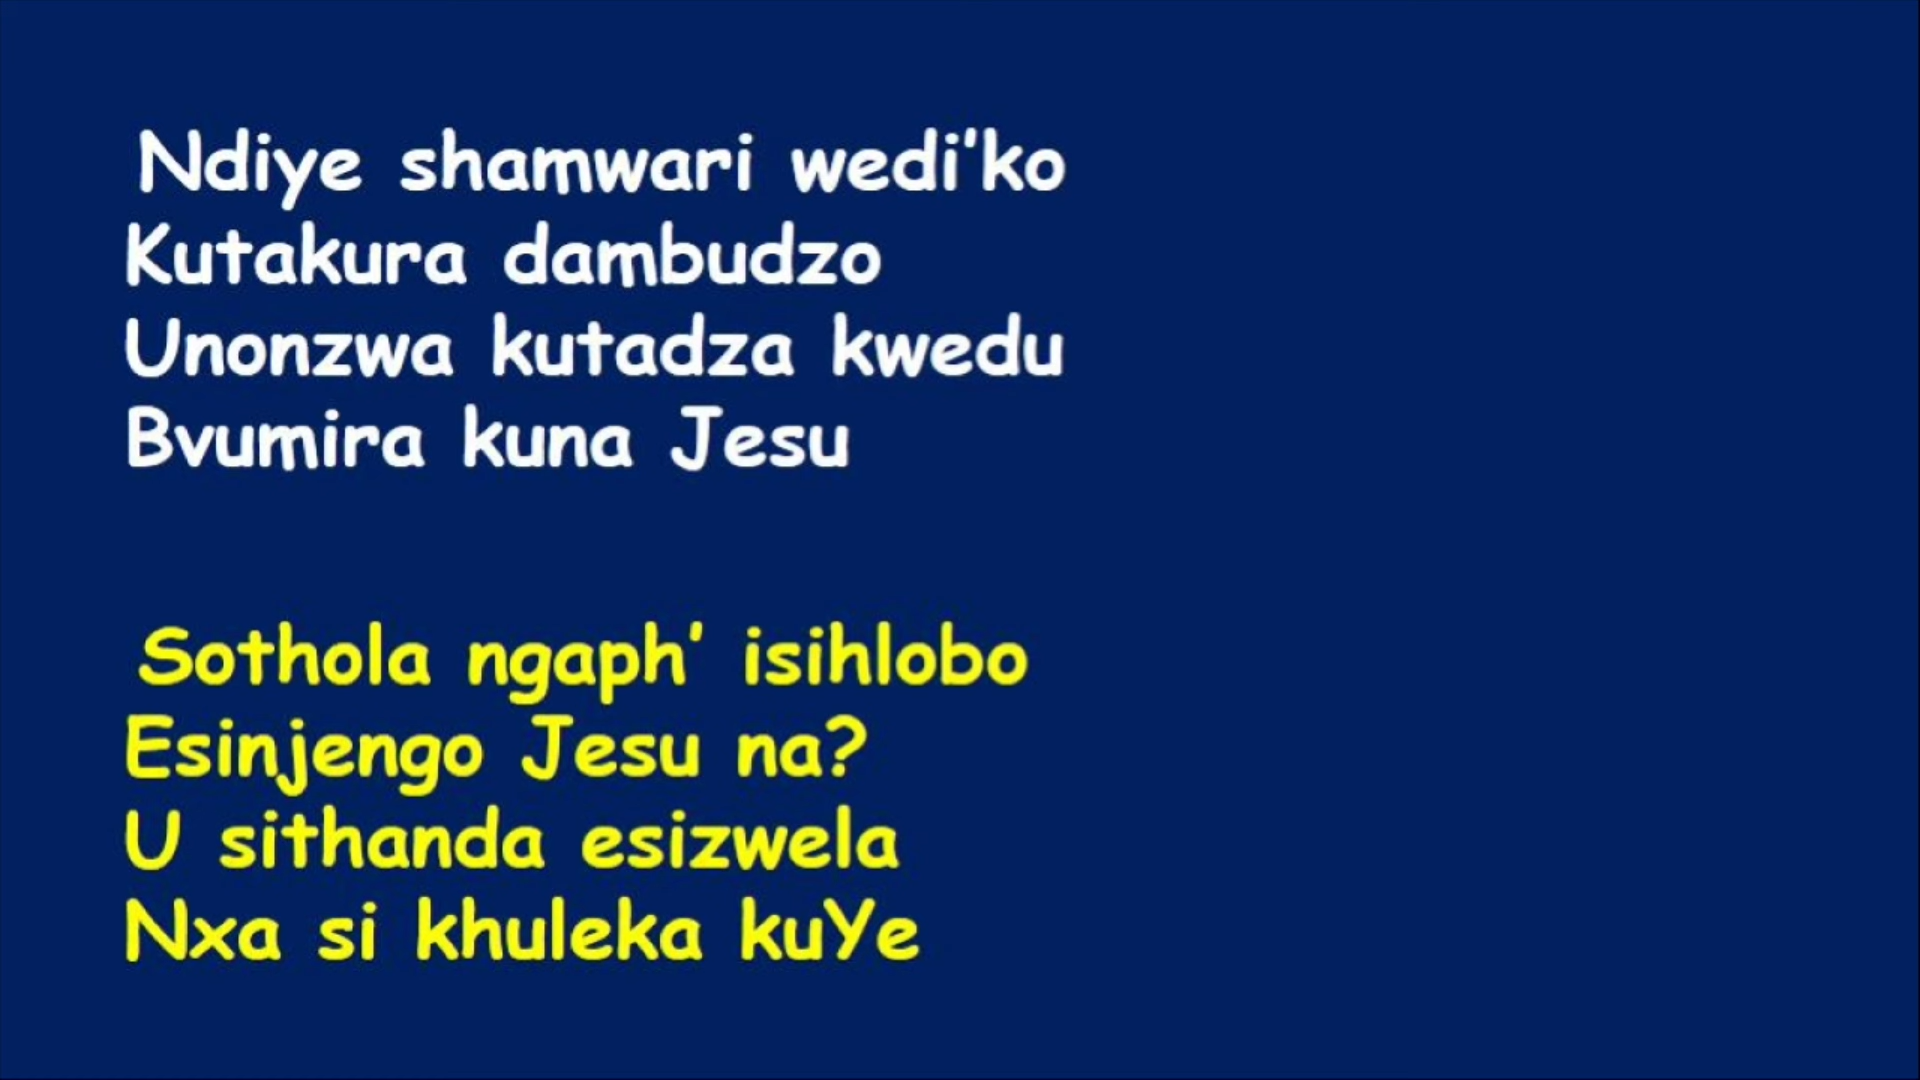 Ndiye shamwari wedi'ko
Kutakura dambudzo
Unonzwa kutadza kwedu
Bvumira kuna Jesu
Sothola ngaph' isihlobo
Esinjengo Jesu na?
U sithanda esizwela
Nxa si khuleka kuYe